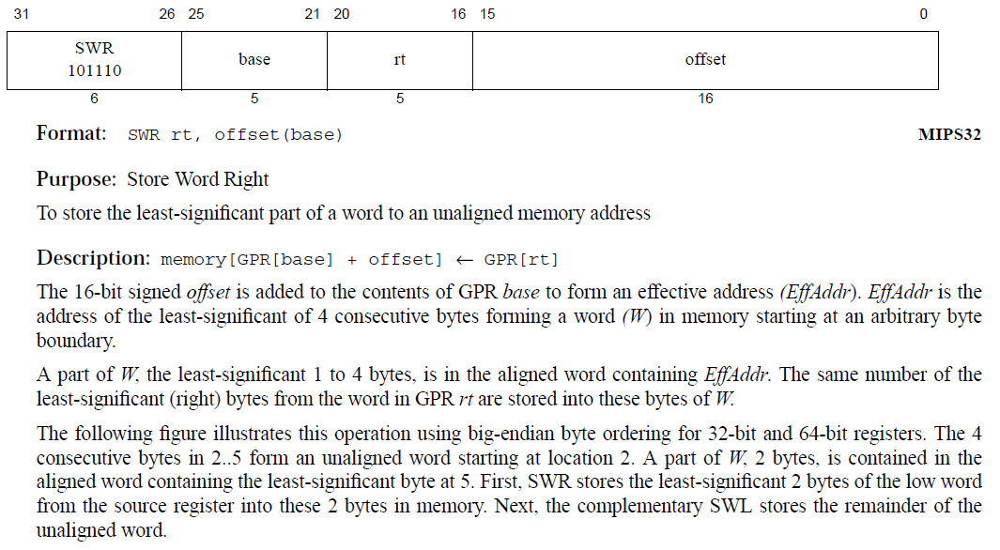 31 26 25 21 20 16 15 0
SWR
101110
base rt offset
6 5 5 16
Format: SWR rt, offset(base) MIPS32
Purpose: Store Word Right
To store the least-significant part of a word to an unaligned memory address
Description: memory[GPR[base] + offset] ← GPR[rt]
The 16-bit signed offset is added to the contents of GPR base to form an effective address (EffAddr). EffAddr is the
address of the least-significant of 4 consecutive bytes forming a word (W) in memory starting at an arbitrary byte
boundary.
A part of W, the least-significant 1 to 4 bytes, is in the aligned word containing EffAddr. The same number of the
least-significant (right) bytes from the word in GPR rt are stored into these bytes of W.
The following figure illustrates this operation using big-endian byte ordering for 32-bit and 64-bit registers. The 4
consecutive bytes in 2..5 form an unaligned word starting at location 2. A part of W, 2 bytes, is contained in the
aligned word containing the least-significant byte at 5. First, SWR stores the least-significant 2 bytes of the low word
from the source register into these 2 bytes in memory. Next, the complementary SWL stores the remainder of the
unaligned word.